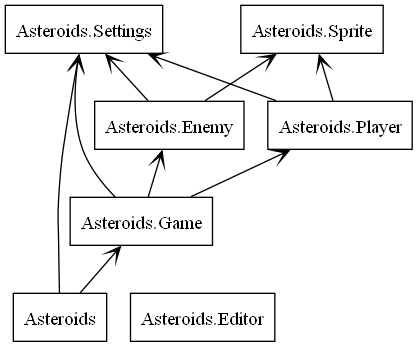 Asteroids.Settings
Asteroids.Sprite
Asteroids.Enemy
Asteroids.Player
Asteroids.Game
Asteroids
Asteroids.Editor